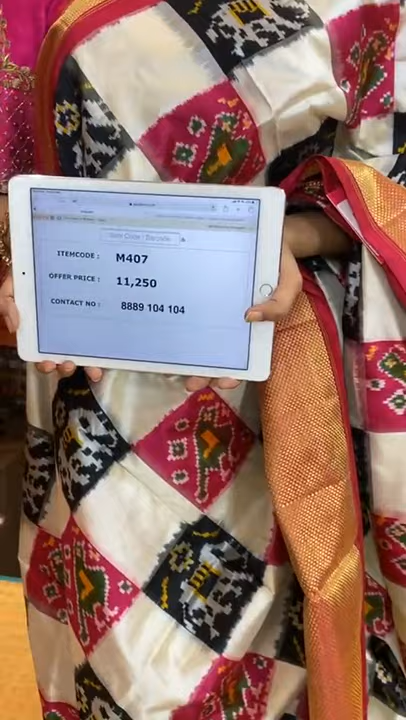 ITEMCODE : M407
OFFER PRICE : 11,250
CONTACT NO : 8889 104 104